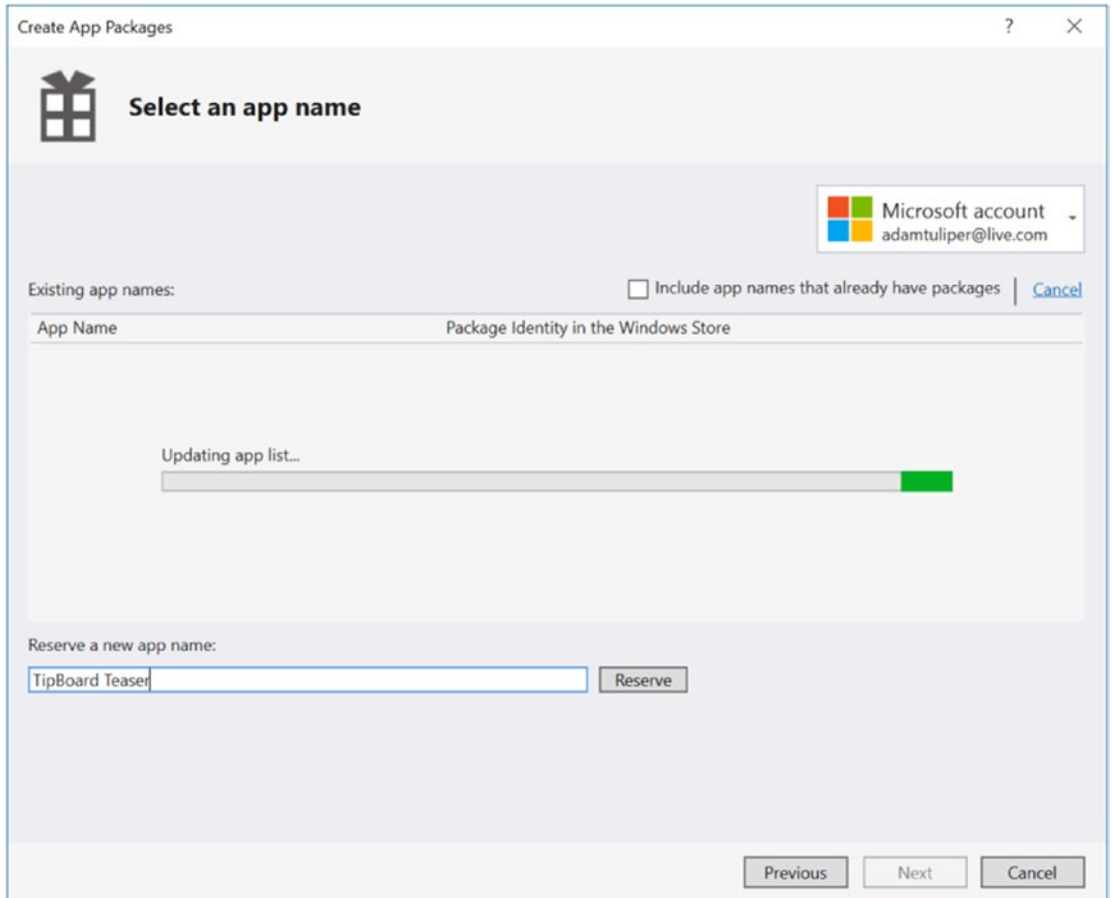 Create App Packages ?
Select an app name
Microsoft account
adamtuliper@live.com
Existing app names: Include app names that already have packages Cancel
App Name Package Identity in the Windows Store
Updating app list...
Reserve a new app name:
TipBoard Teaser Reserve
Previous Next Cancel